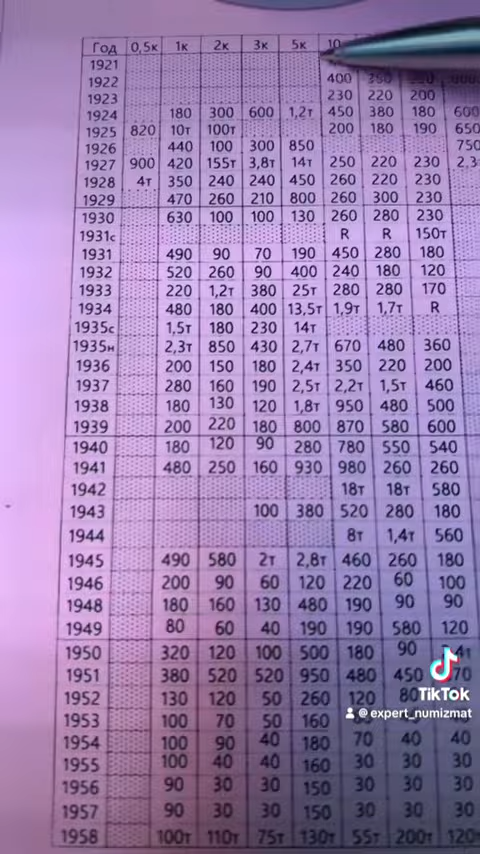 Год 0,5к 1к 2к 3к 5к 10
1921
1922 400
1923 230 220 200
1924 180 300 600 1,2т 450 380 180 600
1925 820 10т 100т 200 180 190 650
1926 440 100 300 850 750
1927 900 420 155т 3,8т 14т 250 220 230 2,3
1928 4т 350 240 240 450 260 220 230
1929 470 260 210 800 260 300 230
1930 630 100 100 130 260 280 230
1931с R R 150т
1931 490 90 70 190 450 280 180
1932 520 260 90 400 240 180 120
1933 220 1,2т 380 25т 280 280 170
1934 480 180 400 13,5т 1,9т 1,7т R
1935с 1,5т 180 230 14т
1935н 2,3т 850 430 2,7т 670 480 360
1936 200 150 180 2,4т 350 220 200
1937 280 160 190 2,5т 2,2т 1,5т 460
1938 180 130 120 1,8т 950 480 500
1939 200 220 180 800 870 580 600
1940 180 120 90 280 780 550 540
1941 480 250 160 930 980 260 260
1942 18т 18т 580
1943 100 380 520 280 180
1944 8т 1,4т 560
1945 490 580 2т 2,8т 460 260 180
1946 200 90 60 120 220 60 100
1948 180 160 130 480 190 90 90
1949 80 60 40 190 190 580 120
1950 320 120 100 500 180 90
1951 380 520 520 950 480 450 70
1952 130 120 50 260 120 80
1953 100 70 50 160
1954 100 90 40 180 70 40 40
1955 100 40 40 160 30 30 30
1956 90 30 30 150 30 30 30
1957 90 30 30 150 30 30 30
1958 100т 110т 75т 130т 55т 200т 120т
TikTok
@expert_numizmat